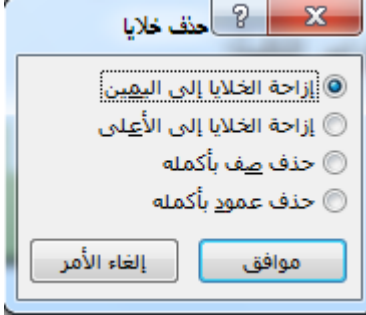 حذف خلايا ?
إزاحة الخلايا إلى اليمين
إزاحة الخلايا إلى الأعلى
حذف صف بأكمله
حذف عمود بأكمله
موافق إلغاء الأمر